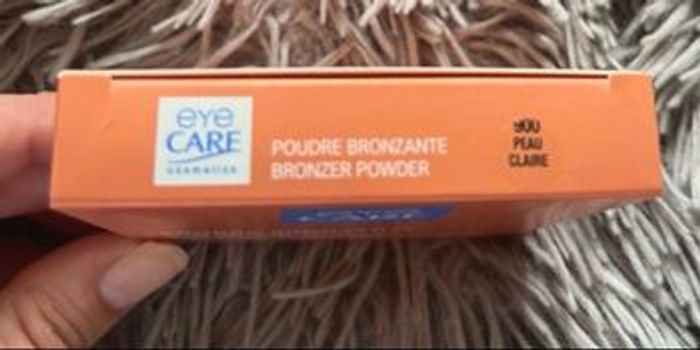 eye
CARE
cosmetics
POUDRE BRONZANTE
BRONZER POWDER
900
PEAU
CLAIRE